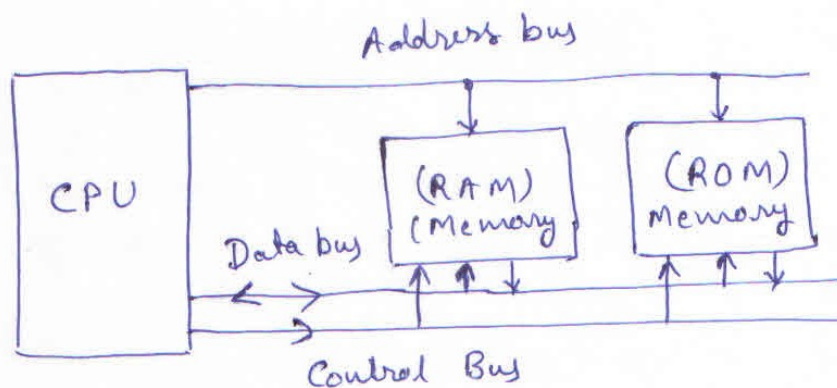 Address bus
CPU
(RAM)
(Memory
(ROM)
Memory
Data bus
Control Bus